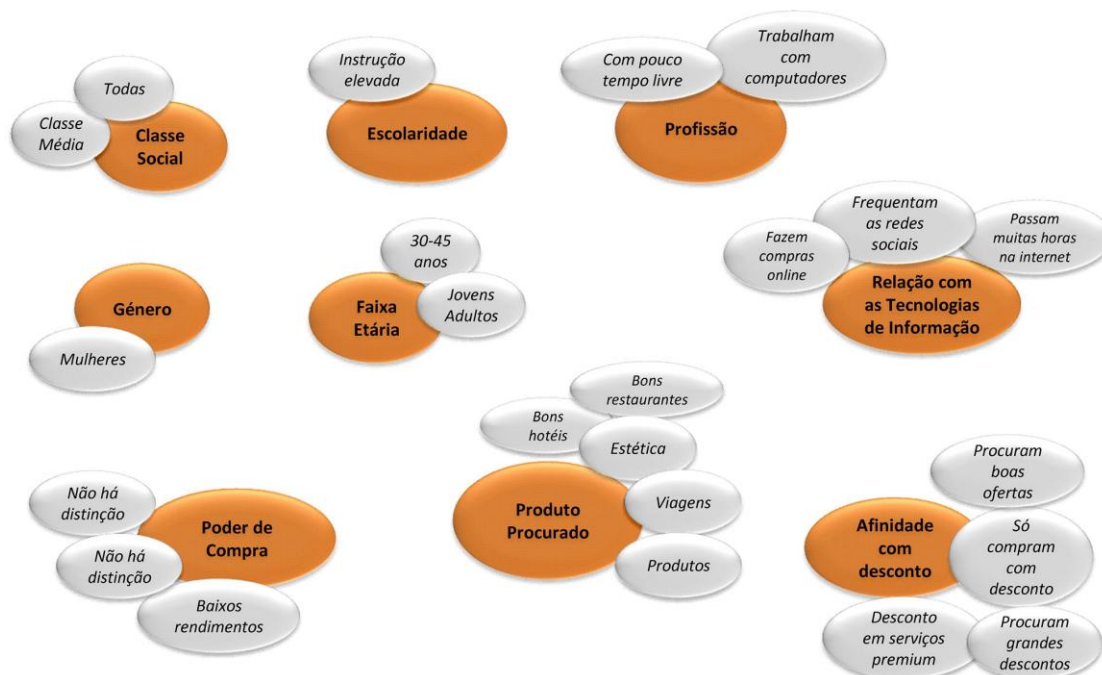 Todas
Classe
Média
Classe
Social
Instrução
elevada
Escolaridade
Com pouco
tempo livre
Trabalham
com
computadores
Profissão
Género
Mulheres
30-45
anos
Jovens
Adultos
Faixa
Etária
Fazem
compras
online
Frequentam
as redes
sociais
Passam
muitas horas
na internet
Relação com
as Tecnologias
de Informação
Não há
distinção
Não há
distinção
Poder de
Compra
Baixos
rendimentos
Bons
restaurantes
Bons
hotéis
Estética
Produto
Procurado
Viagens
Produtos
Procuram
boas
ofertas
Afinidade
com
desconto
Só
compram
com
desconto
Desconto
em serviços
premium
Procuram
grandes
descontos